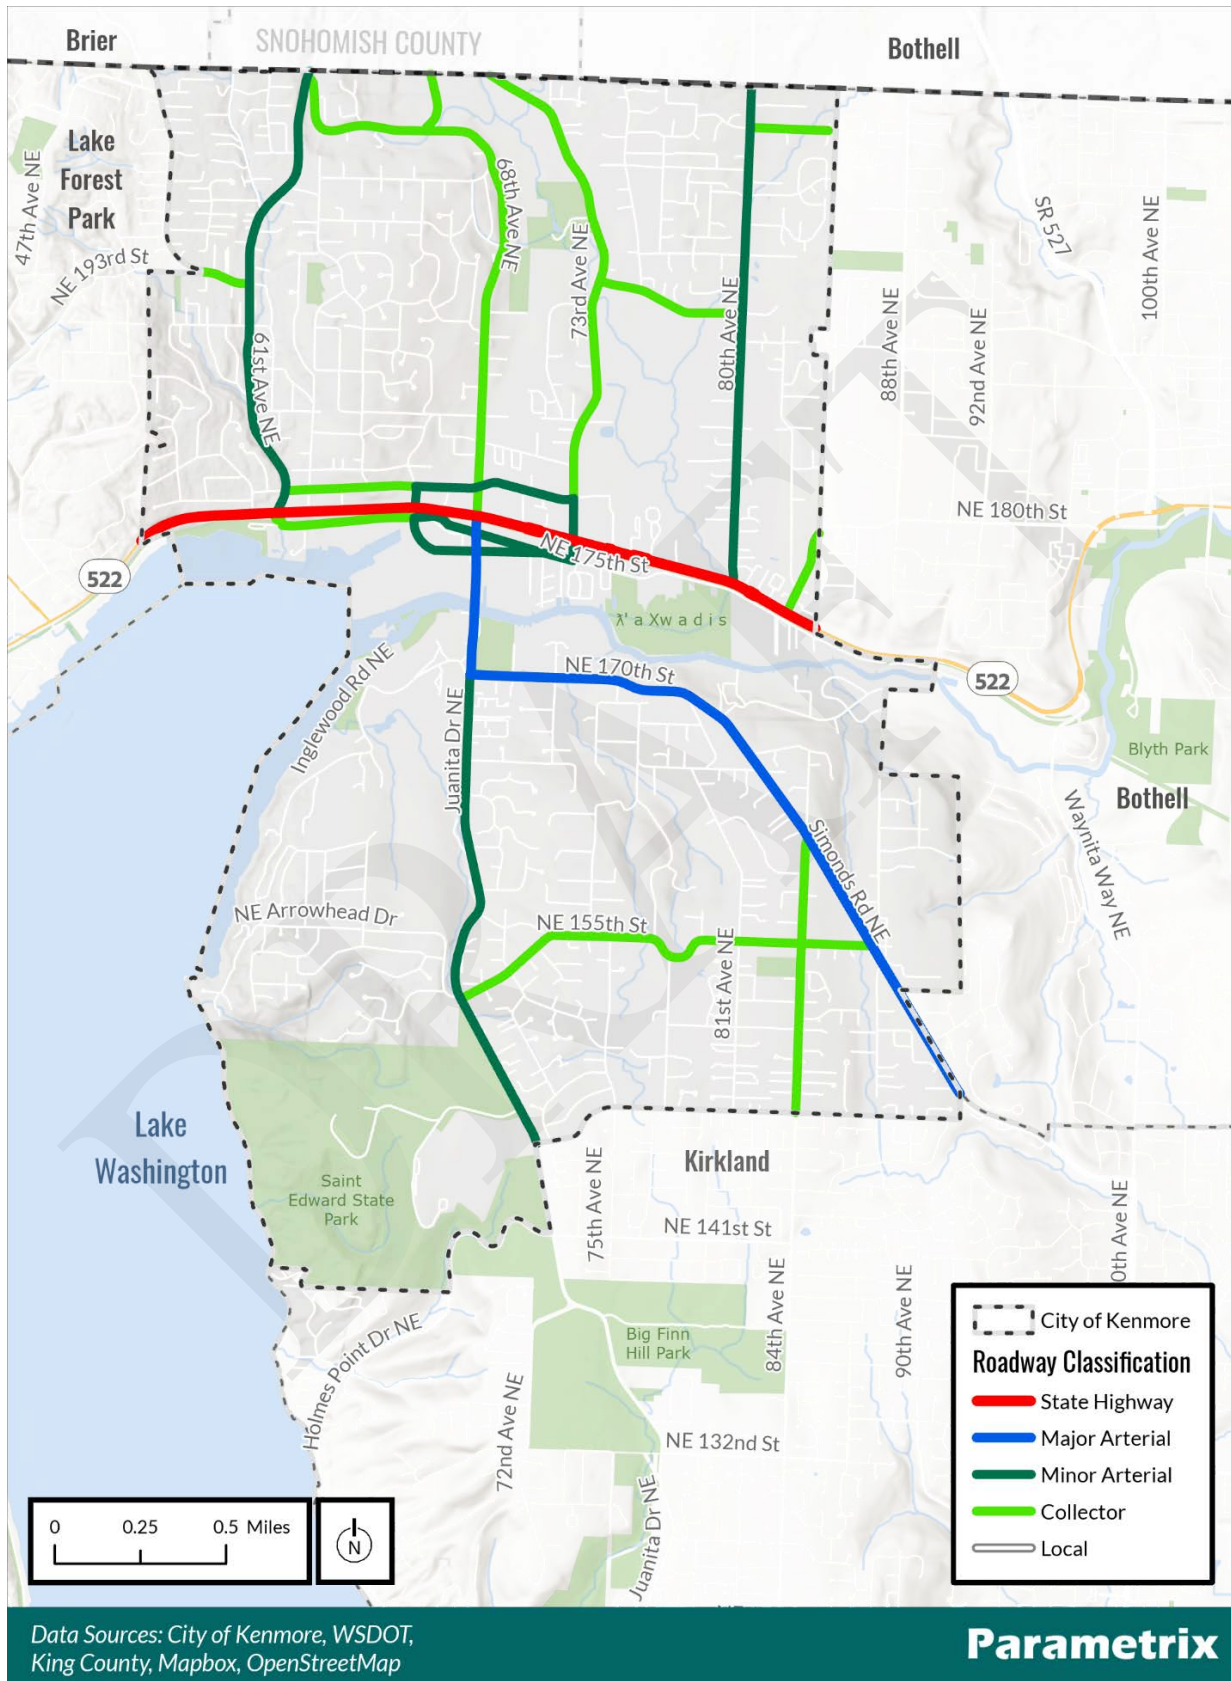 Brier
SNOHOMISH COUNTY
Bothell
Lake
Forest
Park
47th Ave NE
NE 193rd St
61st Ave NE
68th Ave NE
73rd Ave NE
80th Ave NE
88th Ave NE
92nd Ave NE
SR 527
100th Ave NE
NE 180th St
NE 175th St
522
ƛ' a Xw a d i s
522
NE 170th St
Inglewood Rd NE
Juanita Dr NE
Blyth Park
Bothell
Waynita Way NE
Simonds Rd NE
NE Arrowhead Dr
NE 155th St
81st Ave NE
DRAFT
Lake
Washington
Saint
Edward State
Park
Kirkland
75th Ave NE
NE 141st St
0th Ave NE
84th Ave NE
90th Ave NE
Big Finn
Hill Park
Holmes Point Dr NE
72nd Ave NE
NE 132nd St
Juanita Dr NE
City of Kenmore
Roadway Classification
State Highway
Major Arterial
Minor Arterial
Collector
Local
0 0.25 0.5 Miles
N
Data Sources: City of Kenmore, WSDOT,
King County, Mapbox, OpenStreetMap
Parametrix